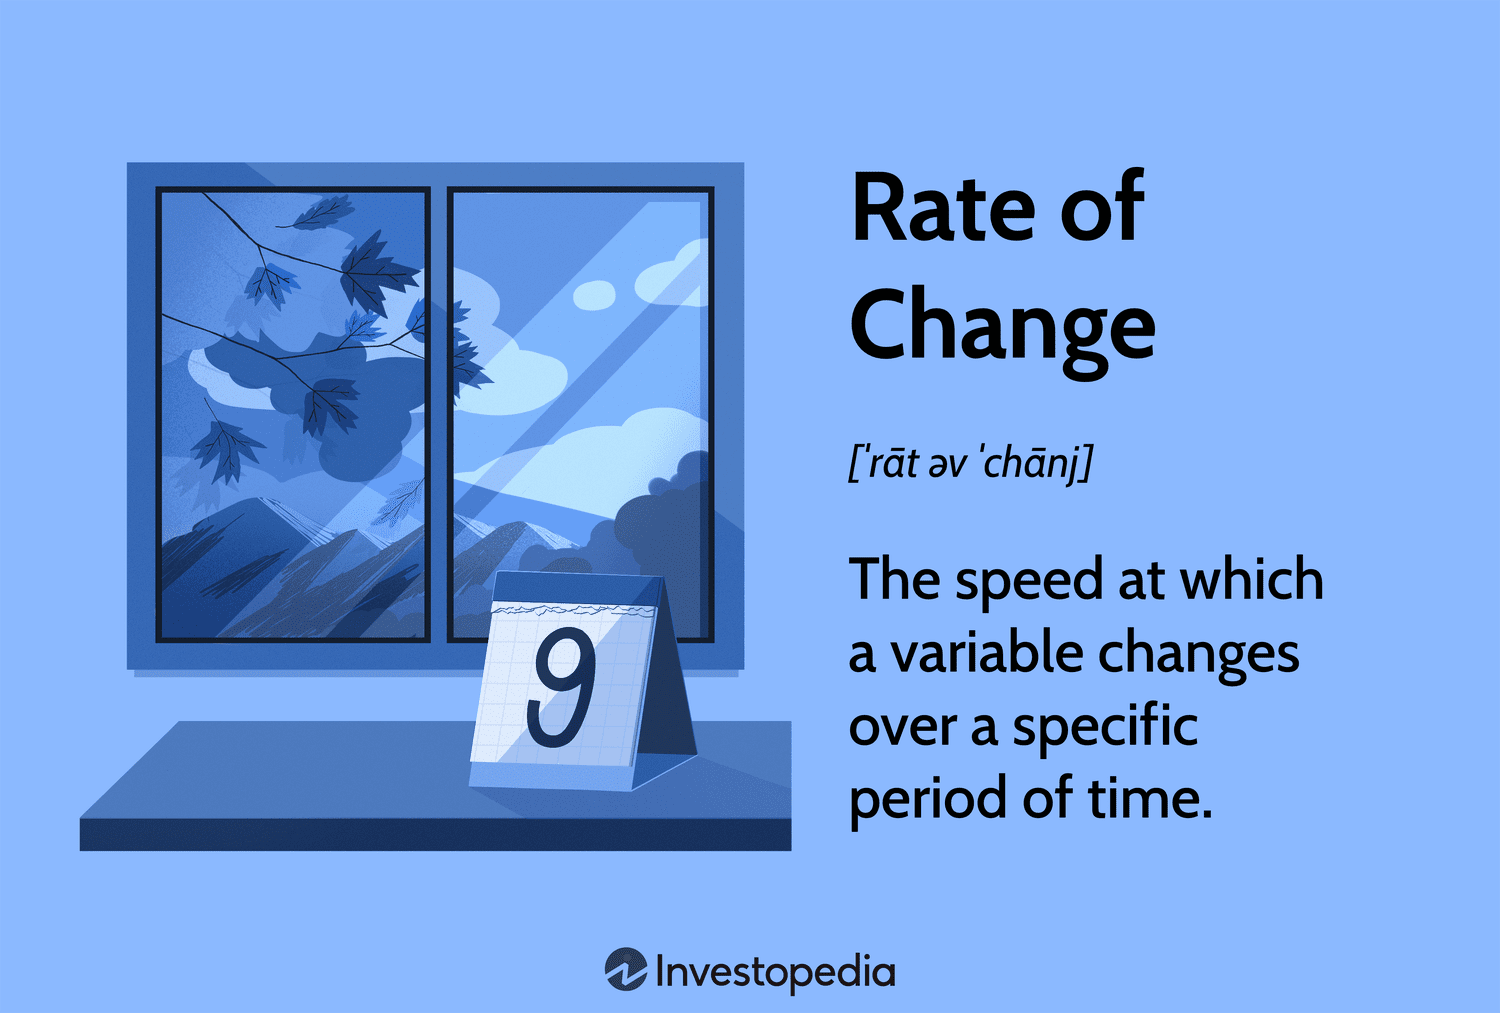 Rate of
Change
[ˈrāt əv ˈchānj]
The speed at which
a variable changes
over a specific
period of time.
9
Investopedia